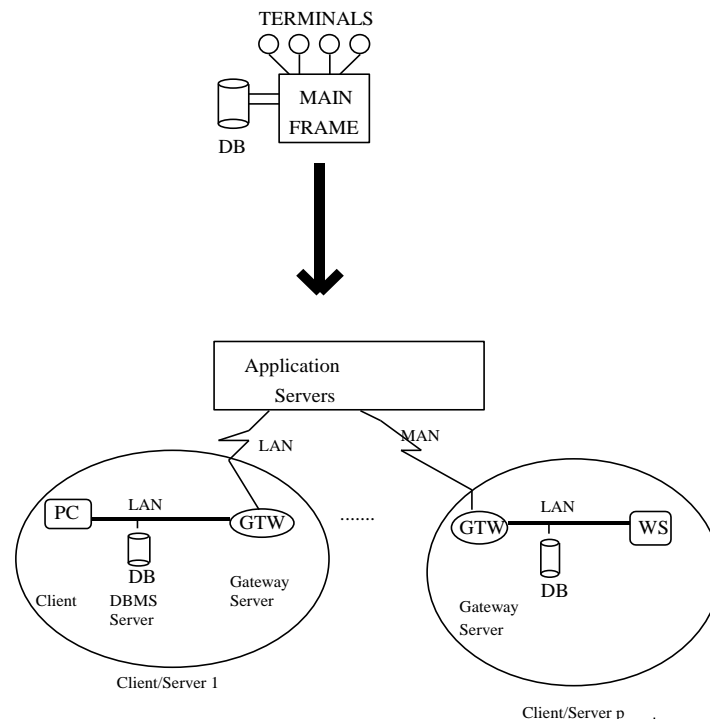 TERMINALS
MAIN
FRAME
DB
Application
Servers
LAN
MAN
PC
LAN
GTW
.......
GTW
LAN
WS
DB
DB
Client
DBMS
Server
Gateway
Server
Gateway
Server
Client/Server 1
Client/Server p